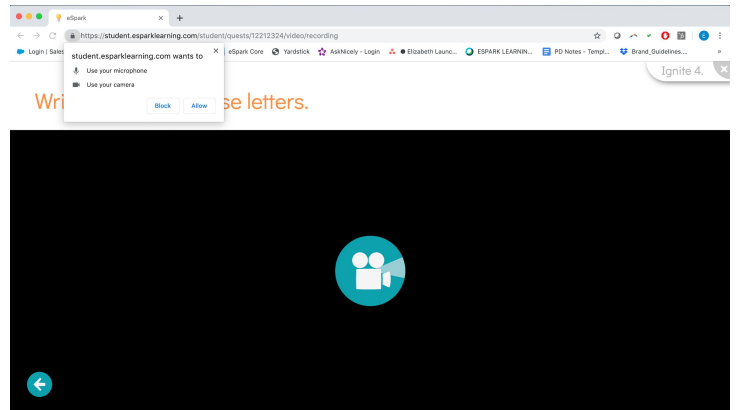 eSpark
https://student.esparklearning.com/student/quests/12212324/video/recording
Login | Sales
eSpark Core
Yardstick
AskNicely - Login
Elizabeth Launc...
ESPARK LEARNIN...
PD Notes - Templ...
Brand_Guidelines....
student.esparklearning.com wants to
Use your microphone
Use your camera
Block
Allow
Ignite 4.
Wri
se letters.